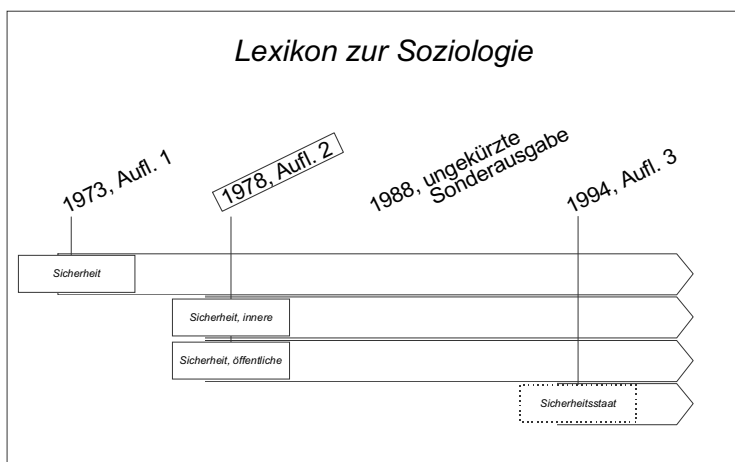 Lexikon zur Soziologie
1973, Aufl. 1
1978, Aufl. 2
1988, ungekürzte
Sonderausgabe
1994, Aufl. 3
Sicherheit
Sicherheit, innere
Sicherheit, öffentliche
Sicherheitsstaat